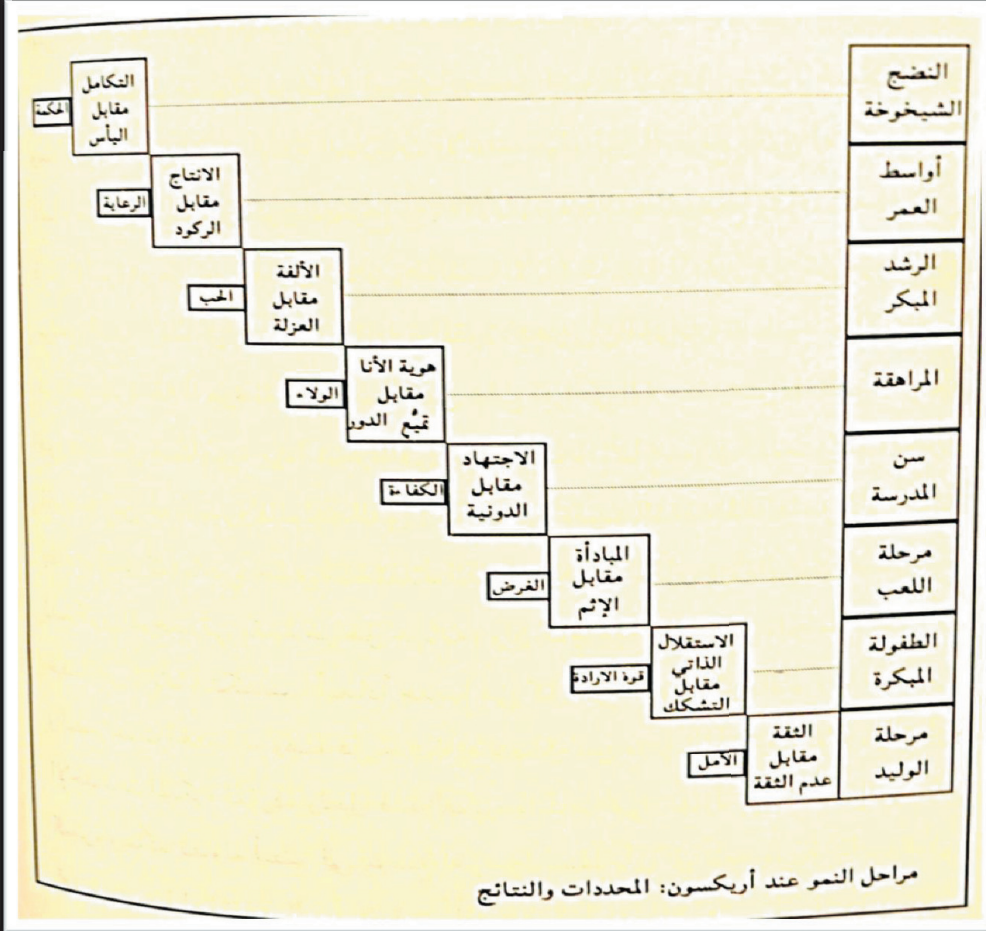 النضج
الشيخوخة
التكامل
مقابل
اليأس
الحكمة
أواسط
العمر
الانتاج
مقابل
الركود
الرعاية
الرشد
المبكر
الألفة
مقابل
العزلة
الحب
المراهقة
هوية الأنا
مقابل
تميُّع الدور
الولاء
سن
المدرسة
الاجتهاد
مقابل
الدونية
الكفاءة
مرحلة
اللعب
المبادأة
مقابل
الإثم
الغرض
الطفولة
المبكرة
الاستقلال
الذاتي
مقابل
التشكك
قوة الارادة
مرحلة
الوليد
الثقة
مقابل
عدم الثقة
الأمل
مراحل النمو عند أريكسون: المحددات والنتائج